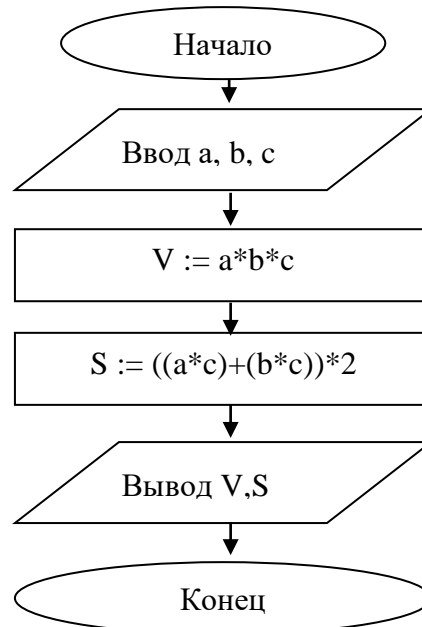 Начало
Ввод a, b, c
V := a*b*c
S := ((a*c)+(b*c))*2
Вывод V,S
Конец